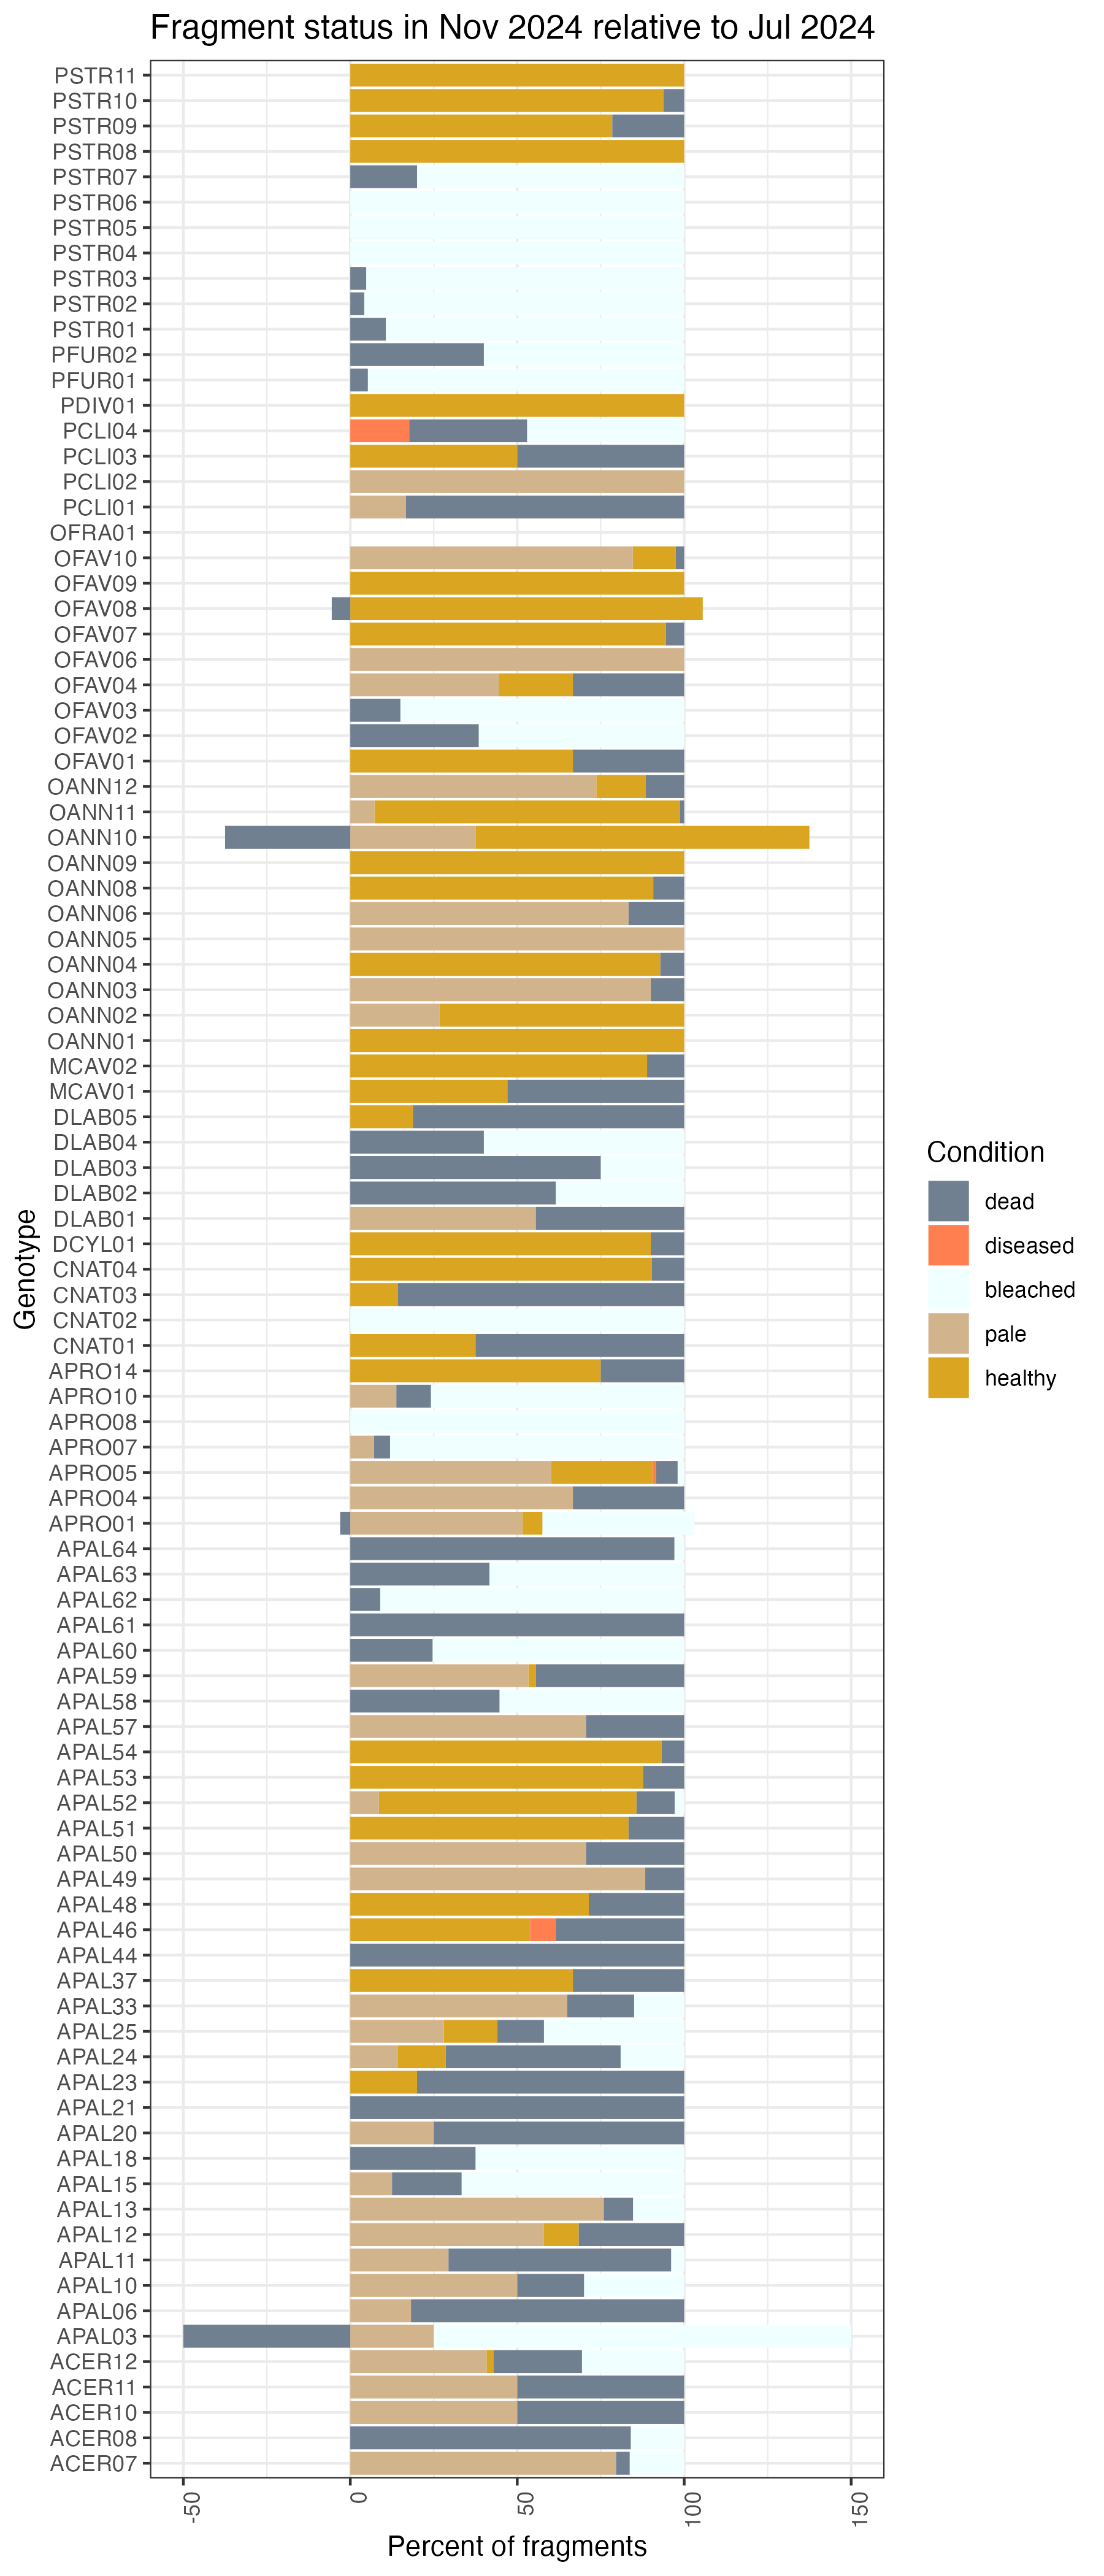 Fragment status in Nov 2024 relative to Jul 2024
PSTR11
PSTR10
PSTR09
PSTR08
PSTR07
PSTR06
PSTR05
PSTR04
PSTR03
PSTR02
PSTR01
PFUR02
PFUR01
PDIV01
PCLI04
PCLI03
PCLI02
PCLI01
OFRA01
OFAV10
OFAV09
OFAV08
OFAV07
OFAV06
OFAV04
OFAV03
OFAV02
OFAV01
OANN12
OANN11
OANN10
OANN09
OANN08
OANN06
OANN05
OANN04
OANN03
OANN02
OANN01
MCAV02
MCAV01
DLAB05
DLAB04
DLAB03
DLAB02
DLAB01
DCYL01
CNAT04
CNAT03
CNAT02
CNAT01
APRO14
APRO10
APRO08
APRO07
APRO05
APRO04
APRO01
APAL64
APAL63
APAL62
APAL61
APAL60
APAL59
APAL58
APAL57
APAL54
APAL53
APAL52
APAL51
APAL50
APAL49
APAL48
APAL46
APAL44
APAL37
APAL33
APAL25
APAL24
APAL23
APAL21
APAL20
APAL18
APAL15
APAL13
APAL12
APAL11
APAL10
APAL06
APAL03
ACER12
ACER11
ACER10
ACER08
ACER07
Genotype
-50
0
50
100
150
Percent of fragments
Condition
dead
diseased
bleached
pale
healthy